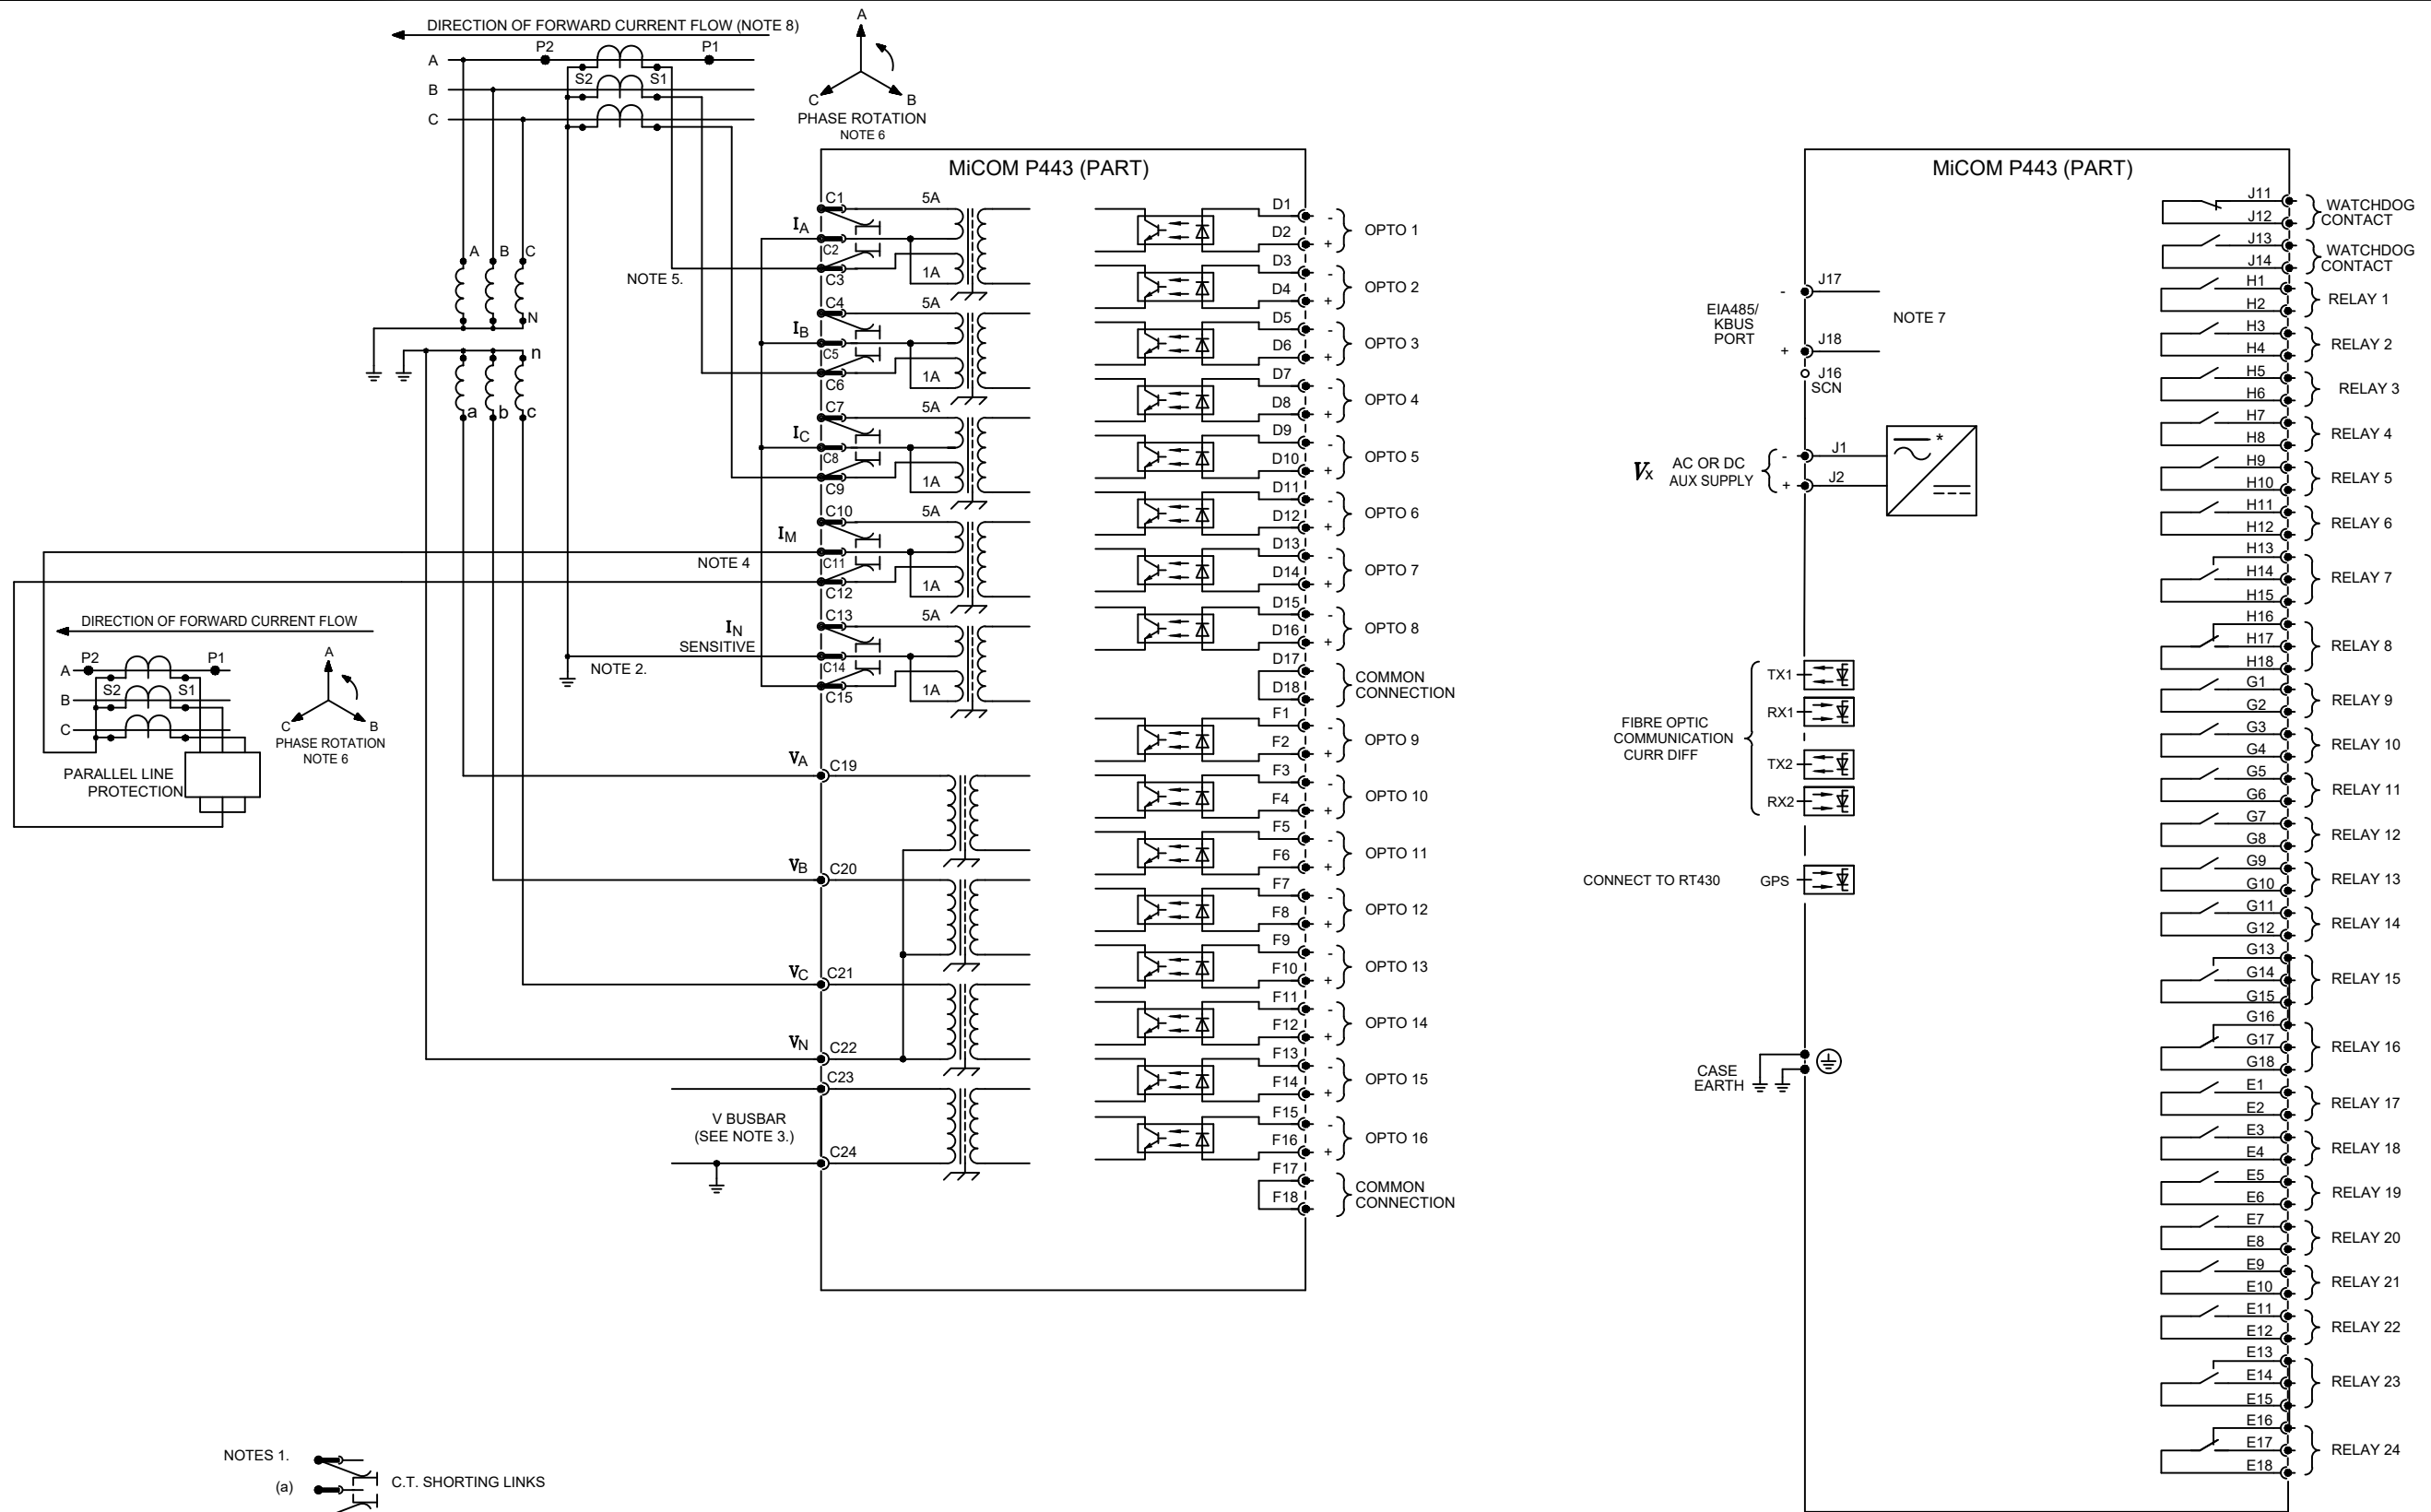 DIRECTION OF FORWARD CURRENT FLOW (NOTE 8)
A
P2
P1
S2
S1
B
C
A
C
B
PHASE ROTATION
NOTE 6
A
B
C
N
n
a
b
c
DIRECTION OF FORWARD CURRENT FLOW
A
P2
P1
S2
S1
B
C
A
C
B
PHASE ROTATION
NOTE 6
PARALLEL LINE
PROTECTION
NOTE 5.
NOTE 4
NOTE 2.
MiCOM P443 (PART)
IA
C1
C2
C3
5A
1A
IB
C4
C5
C6
5A
1A
IC
C7
C8
C9
5A
1A
IM
C10
C11
C12
5A
1A
IN
SENSITIVE
C13
C14
C15
5A
1A
VA
C19
VB
C20
VC
C21
VN
C22
C23
V BUSBAR
(SEE NOTE 3.)
C24
D1 -
D2 +
OPTO 1
D3 -
D4 +
OPTO 2
D5 -
D6 +
OPTO 3
D7 -
D8 +
OPTO 4
D9 -
D10 +
OPTO 5
D11 -
D12 +
OPTO 6
D13 -
D14 +
OPTO 7
D15 -
D16 +
OPTO 8
D17
D18
COMMON
CONNECTION
F1 -
F2 +
OPTO 9
F3 -
F4 +
OPTO 10
F5 -
F6 +
OPTO 11
F7 -
F8 +
OPTO 12
F9 -
F10 +
OPTO 13
F11 -
F12 +
OPTO 14
F13 -
F14 +
OPTO 15
F15 -
F16 +
OPTO 16
F17
F18
COMMON
CONNECTION
MiCOM P443 (PART)
EIA485/
KBUS
PORT
- J17
+ J18
J16
SCN
NOTE 7
Vx
AC OR DC
AUX SUPPLY
- J1
+ J2
*
FIBRE OPTIC
COMMUNICATION
CURR DIFF
TX1
RX1
TX2
RX2
CONNECT TO RT430
GPS
CASE
EARTH
J11
J12
WATCHDOG
CONTACT
J13
J14
WATCHDOG
CONTACT
H1
H2
RELAY 1
H3
H4
RELAY 2
H5
H6
RELAY 3
H7
H8
RELAY 4
H9
H10
RELAY 5
H11
H12
RELAY 6
H13
H14
H15
RELAY 7
H16
H17
H18
RELAY 8
G1
G2
RELAY 9
G3
G4
RELAY 10
G5
G6
RELAY 11
G7
G8
RELAY 12
G9
G10
RELAY 13
G11
G12
RELAY 14
G13
G14
G15
RELAY 15
G16
G17
G18
RELAY 16
E1
E2
RELAY 17
E3
E4
RELAY 18
E5
E6
RELAY 19
E7
E8
RELAY 20
E9
E10
RELAY 21
E11
E12
RELAY 22
E13
E14
E15
RELAY 23
E16
E17
E18
RELAY 24
NOTES 1.
(a)
C.T. SHORTING LINKS